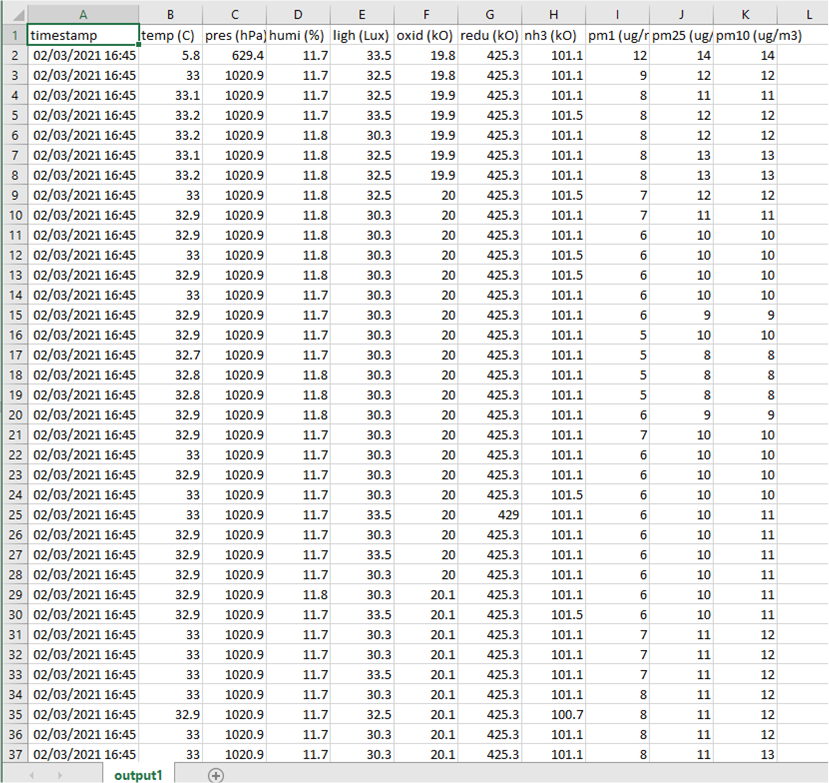 A B C D E F G H I J K L
1 timestamp temp (C) pres (hPa) humi (%) ligh (Lux) oxid (kO) redu (kO) nh3 (kO) pm1 (ug/r pm25 (ug/ pm10 (ug/m3)
2 02/03/2021 16:45 5.8 629.4 11.7 33.5 19.8 425.3 101.1 12 14 14
3 02/03/2021 16:45 33 1020.9 11.7 32.5 19.8 425.3 101.1 9 12 12
4 02/03/2021 16:45 33.1 1020.9 11.7 32.5 19.9 425.3 101.1 8 11 11
5 02/03/2021 16:45 33.2 1020.9 11.7 33.5 19.9 425.3 101.5 8 12 12
6 02/03/2021 16:45 33.2 1020.9 11.8 30.3 19.9 425.3 101.1 8 12 12
7 02/03/2021 16:45 33.1 1020.9 11.8 32.5 19.9 425.3 101.1 8 13 13
8 02/03/2021 16:45 33.2 1020.9 11.8 32.5 19.9 425.3 101.1 8 13 13
9 02/03/2021 16:45 33 1020.9 11.8 32.5 20 425.3 101.5 7 12 12
10 02/03/2021 16:45 32.9 1020.9 11.8 30.3 20 425.3 101.1 7 11 11
11 02/03/2021 16:45 32.9 1020.9 11.8 30.3 20 425.3 101.1 6 10 10
12 02/03/2021 16:45 33 1020.9 11.8 30.3 20 425.3 101.5 6 10 10
13 02/03/2021 16:45 32.9 1020.9 11.8 30.3 20 425.3 101.5 6 10 10
14 02/03/2021 16:45 33 1020.9 11.7 30.3 20 425.3 101.1 6 10 10
15 02/03/2021 16:45 32.9 1020.9 11.7 30.3 20 425.3 101.1 6 9 9
16 02/03/2021 16:45 32.9 1020.9 11.7 30.3 20 425.3 101.1 5 10 10
17 02/03/2021 16:45 32.7 1020.9 11.7 30.3 20 425.3 101.1 5 8 8
18 02/03/2021 16:45 32.8 1020.9 11.8 30.3 20 425.3 101.1 5 8 8
19 02/03/2021 16:45 32.8 1020.9 11.8 30.3 20 425.3 101.1 5 8 8
20 02/03/2021 16:45 32.9 1020.9 11.8 30.3 20 425.3 101.1 6 9 9
21 02/03/2021 16:45 32.9 1020.9 11.7 30.3 20 425.3 101.1 7 10 10
22 02/03/2021 16:45 33 1020.9 11.7 30.3 20 425.3 101.1 6 10 10
23 02/03/2021 16:45 32.9 1020.9 11.7 30.3 20 425.3 101.1 6 10 10
24 02/03/2021 16:45 33 1020.9 11.7 30.3 20 425.3 101.5 6 10 10
25 02/03/2021 16:45 33 1020.9 11.7 33.5 20 429 101.1 6 10 11
26 02/03/2021 16:45 32.9 1020.9 11.7 30.3 20 425.3 101.1 6 10 11
27 02/03/2021 16:45 32.9 1020.9 11.7 33.5 20 425.3 101.1 6 10 11
28 02/03/2021 16:45 32.9 1020.9 11.7 30.3 20 425.3 101.1 6 10 11
29 02/03/2021 16:45 32.9 1020.9 11.8 30.3 20.1 425.3 101.1 6 10 11
30 02/03/2021 16:45 32.9 1020.9 11.7 33.5 20.1 425.3 101.5 6 10 11
31 02/03/2021 16:45 33 1020.9 11.7 30.3 20.1 425.3 101.1 7 11 12
32 02/03/2021 16:45 33 1020.9 11.7 30.3 20.1 425.3 101.1 7 11 12
33 02/03/2021 16:45 33 1020.9 11.7 33.5 20.1 425.3 101.1 7 11 12
34 02/03/2021 16:45 33 1020.9 11.7 30.3 20.1 425.3 101.1 8 11 12
35 02/03/2021 16:45 32.9 1020.9 11.7 32.5 20.1 425.3 100.7 8 11 12
36 02/03/2021 16:45 33 1020.9 11.7 30.3 20.1 425.3 101.1 8 11 12
37 02/03/2021 16:45 33 1020.9 11.7 30.3 20.1 425.3 101.1 8 11 13
output1